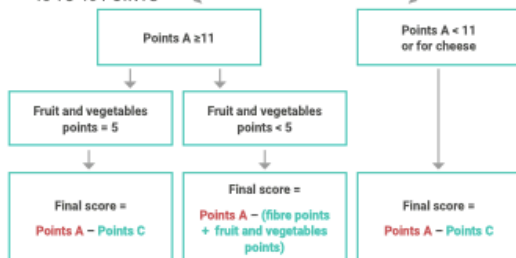 Points A ≥11
Points A < 11
or for cheese
Fruit and vegetables
points = 5
Fruit and vegetables
points < 5
Final score =
Points A – Points C
Final score =
Points A – (fibre points
+ fruit and vegetables
points)
Final score =
Points A – Points C